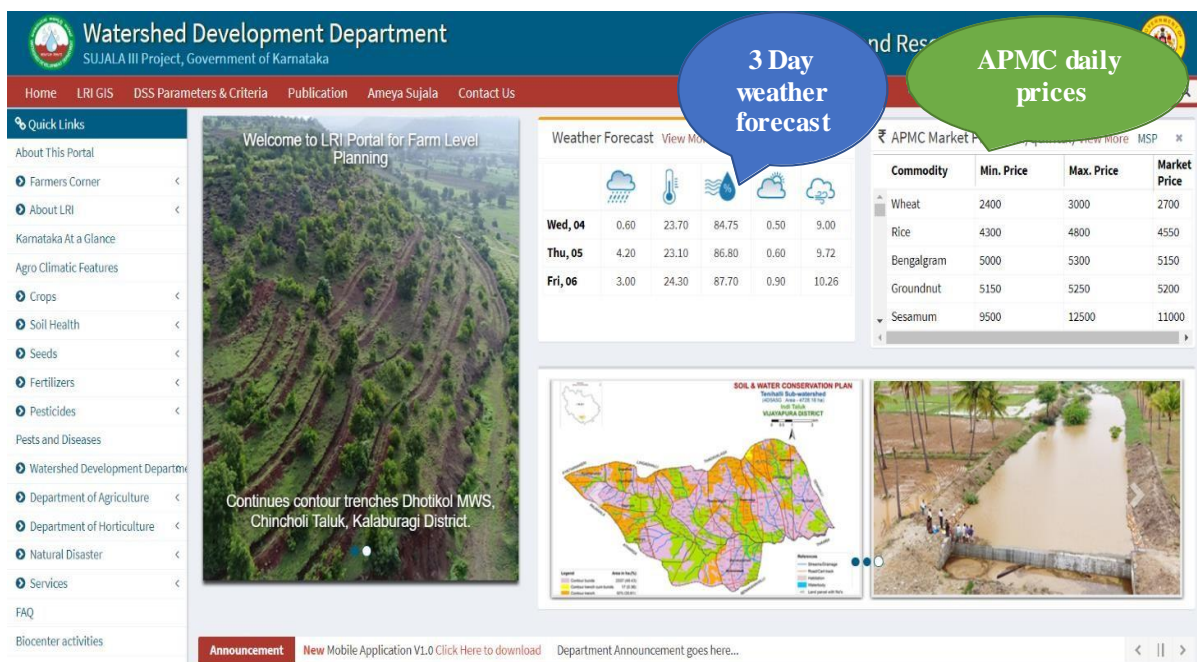 Watershed Development Department
SUJALA III Project, Government of Karnataka
nd Res
3 Day
weather
forecast
APMC daily
prices
Home LRI GIS DSS Parameters & Criteria Publication Ameya Sujala Contact Us
Quick Links
About This Portal
Farmers Corner
About LRI
Karnataka At a Glance
Agro Climatic Features
Crops
Soil Health
Seeds
Fertilizers
Pesticides
Pests and Diseases
Watershed Development Departme
Department of Agriculture
Department of Horticulture
Natural Disaster
Services
FAQ
Biocenter activities
Welcome to LRI Portal for Farm Level
Planning
Continues contour trenches Dhotikol MWS,
Chincholi Taluk, Kalaburagi District.
Weather Forecast View Mo
Wed, 04 0.60 23.70 84.75 0.50 9.00
Thu, 05 4.20 23.10 86.80 0.60 9.72
Fri, 06 3.00 24.30 87.70 0.90 10.26
₹ APMC Market View More MSP ×
Commodity Min. Price Max. Price Market Price
Wheat 2400 3000 2700
Rice 4300 4800 4550
Bengalgram 5000 5300 5150
Groundnut 5150 5250 5200
Sesamum 9500 12500 11000
SOIL & WATER CONSERVATION PLAN
Indi Taluk
VIJAYAPURA DISTRICT
Legend
References
Announcement New Mobile Application V1.0 Click Here to download Department Announcement goes here...